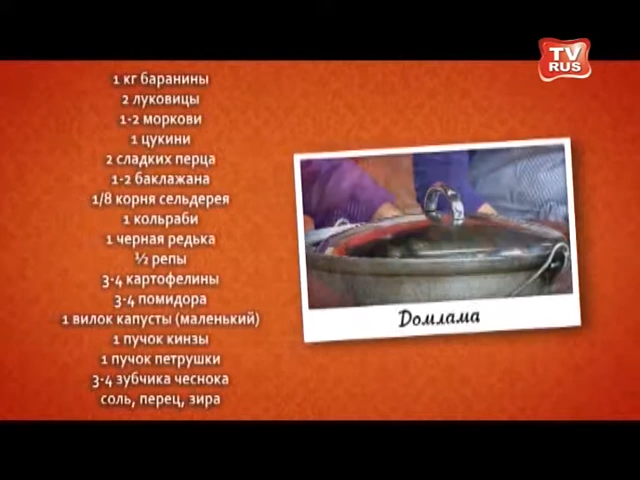 TV
RUS
1 кг баранины
2 луковицы
1-2 моркови
1 цукини
2 сладких перца
1-2 баклажана
1/8 корня сельдерея
1 кольраби
1 черная редька
½ репы
3-4 картофелины
3-4 помидора
1 вилок капусты (маленький)
1 пучок кинзы
1 пучок петрушки
3-4 зубчика чеснока
соль, перец, зира
Домлама